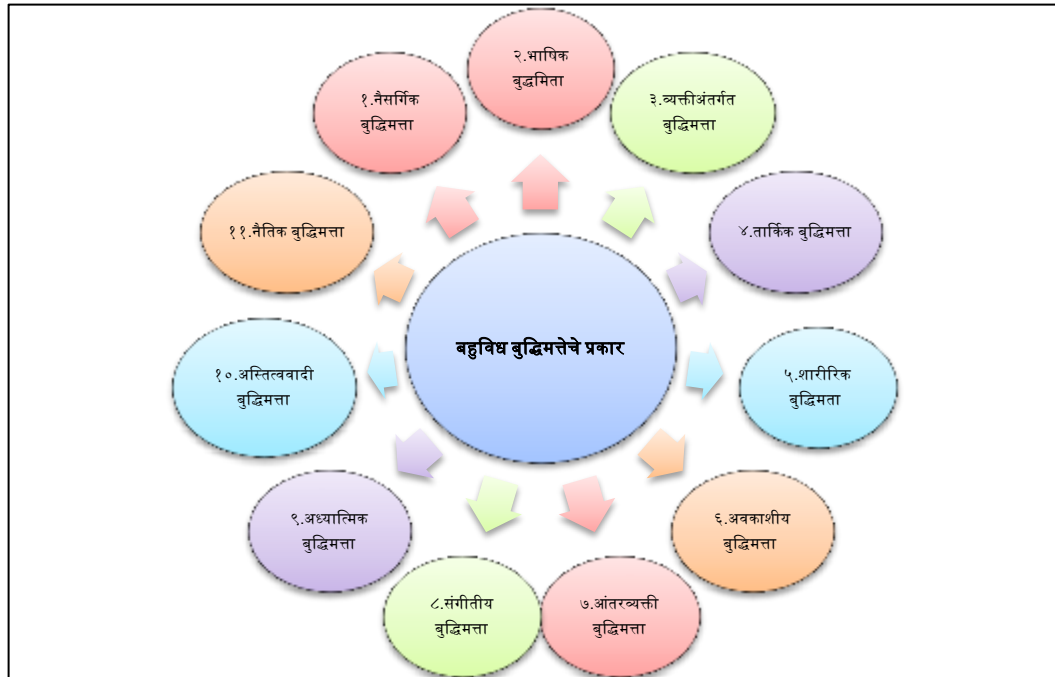 १.नैसर्गिक
बुद्धिमत्ता
२.भाषिक
बुद्धमिता
३.व्यक्तीअंतर्गत
बुद्धिमत्ता
४.तार्किक बुद्धिमत्ता
५.शारीरिक
बुद्धिमता
६.अवकाशीय
बुद्धिमत्ता
७.आंतरव्यक्ती
बुद्धिमत्ता
८.संगीतीय
बुद्धिमत्ता
९.अध्यात्मिक
बुद्धिमत्ता
१०.अस्तित्ववादी
बुद्धिमत्ता
११.नैतिक बुद्धिमत्ता
बहुविध बुद्धिमत्तेचे प्रकार